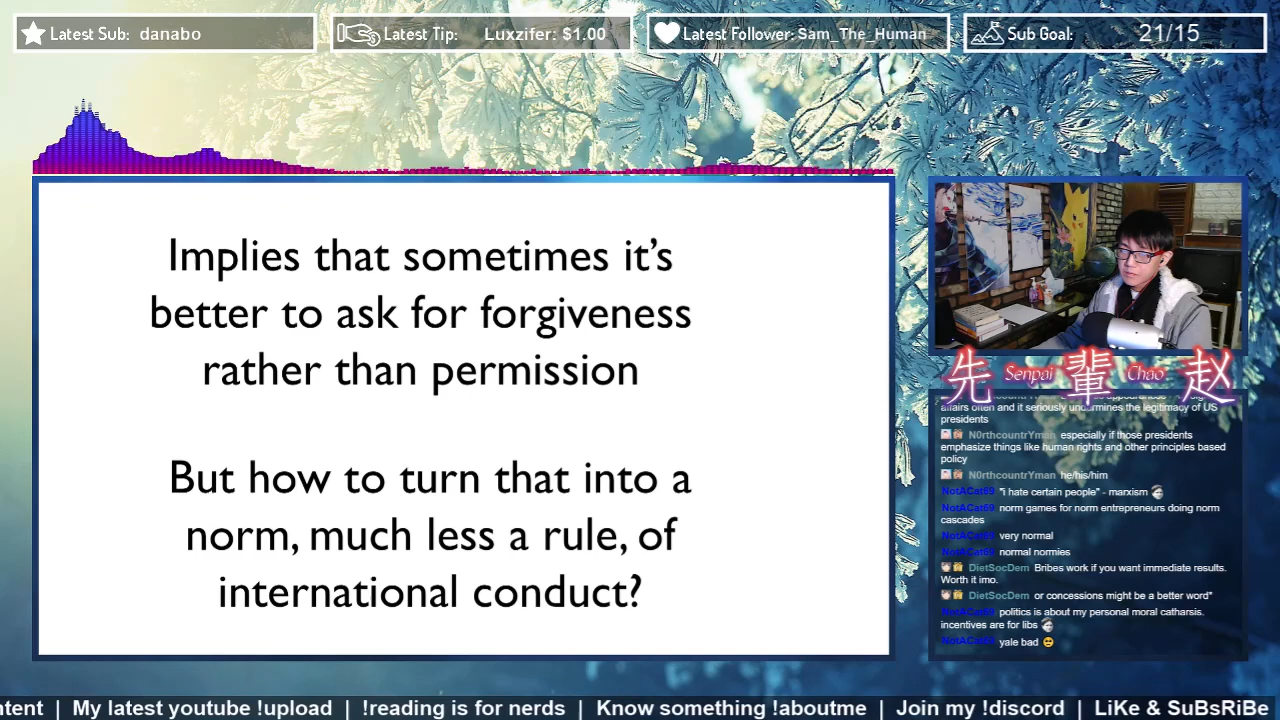 Latest Sub: danabo
Latest Tip: Luxzifer: $1.00
Latest Follower: Sam_The_Human
Sub Goal: 21/15
Implies that sometimes it's
better to ask for forgiveness
rather than permission
But how to turn that into a
norm, much less a rule, of
international conduct?
先 Senpai 輩 Chao 赵
affairs often and it seriously undermines the legitimacy of US
presidents
N0rthcountrYman especially if those presidents
emphasize things like human rights and other principles based
policy
N0rthcountrYman he/his/him
NotACat69 "i hate certain people" - marxism
NotACat69 norm games for norm entrepreneurs doing norm
cascades
NotACat69 very normal
NotACat69 normal normies
DietSocDem Bribes work if you want immediate results.
Worth it imo.
DietSocDem or concessions might be a better word*
NotACat69 politics is about my personal moral catharsis.
incentives are for libs
NotACat69 yale bad
ntent | My latest youtube !upload | !reading is for nerds | Know something !aboutme | Join my !discord | LiKe & SuBsRiBe